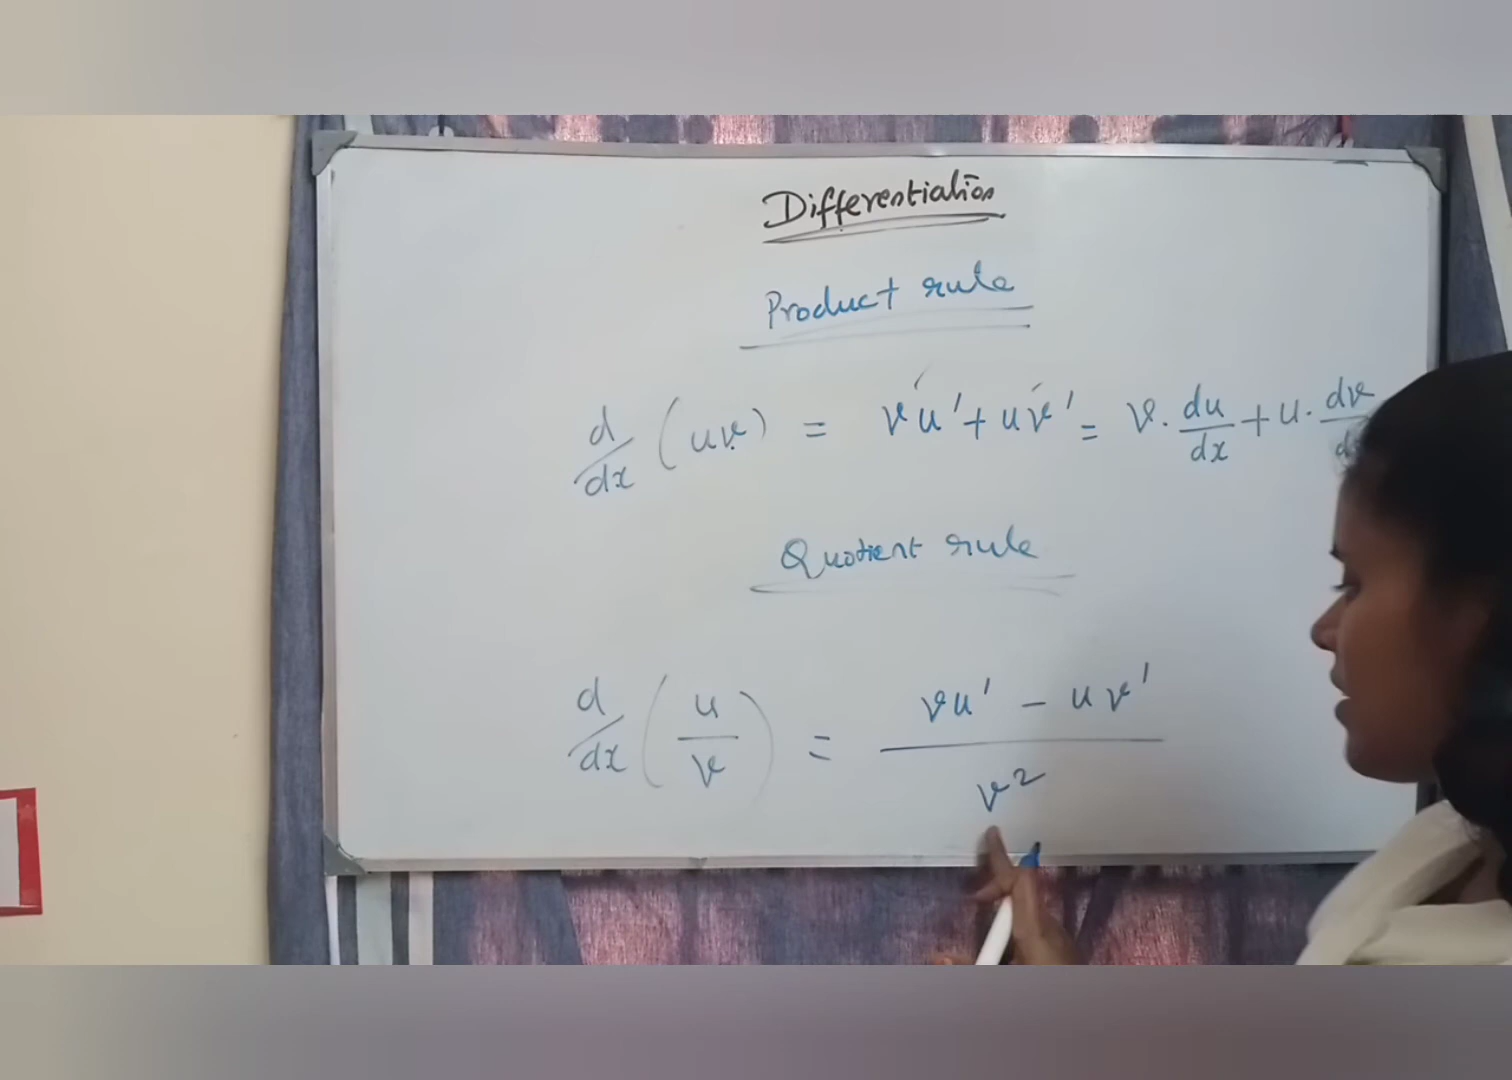 Differentiation
Product rule
d/dx (uv) = vu' + uv' = v. du/dx + u. dv
Quotient rule
d/dx (u/v) = vu' - uv' / v²